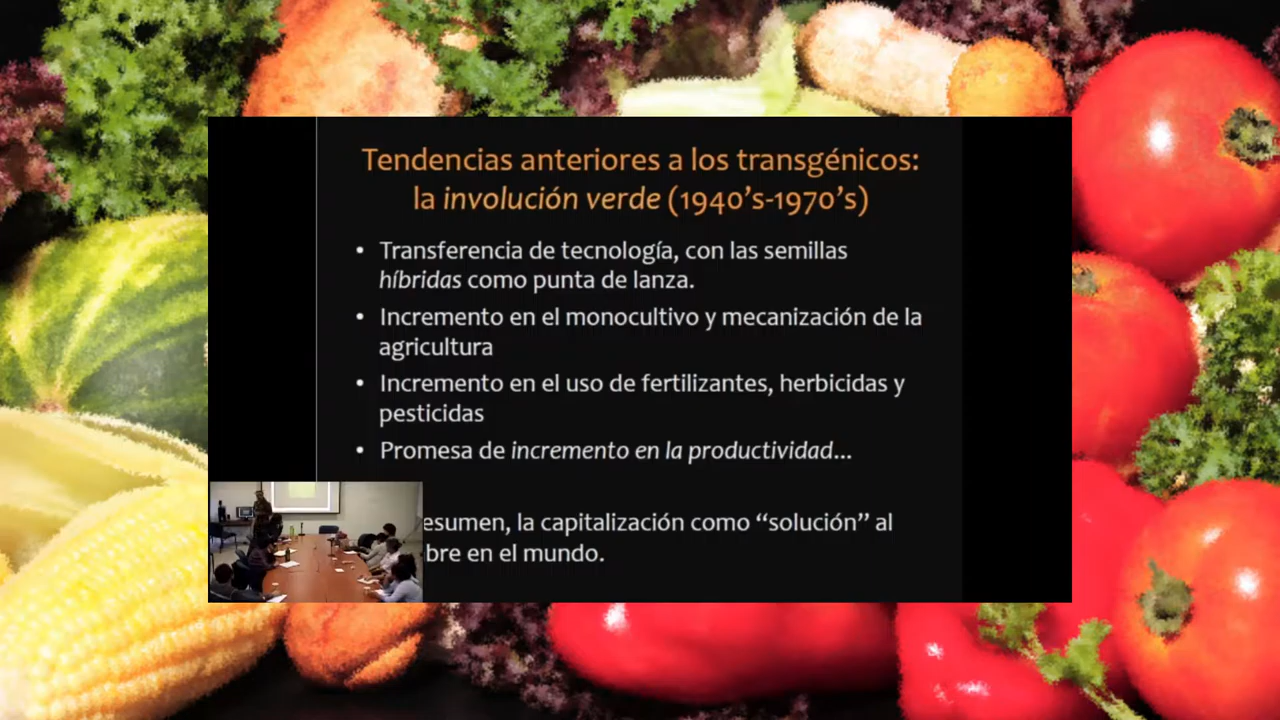 Tendencias anteriores a los transgénicos:
la involución verde (1940’s-1970’s)
• Transferencia de tecnología, con las semillas
híbridas como punta de lanza.
• Incremento en el monocultivo y mecanización de la
agricultura
• Incremento en el uso de fertilizantes, herbicidas y
pesticidas
• Promesa de incremento en la productividad...
esumen, la capitalización como “solución” al
bre en el mundo.